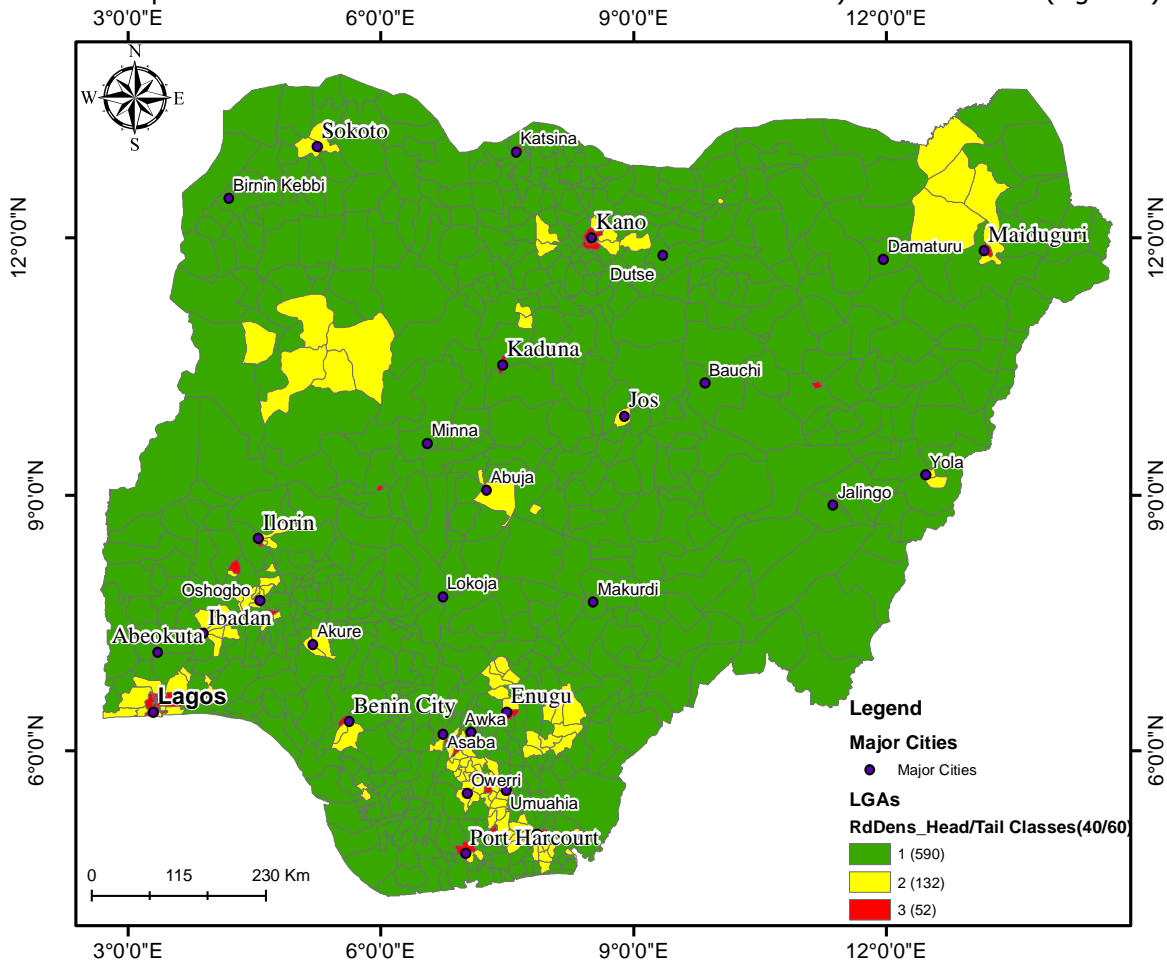 3°0'0"E 6°0'0"E 9°0'0"E 12°0'0"E
N
W E
S
Sokoto
Katsina
Birnin Kebbi
Kano
12°0'0"N
12°0'0"N
Maiduguri
Damaturu
Dutse
Kaduna
Bauchi
Jos
Minna
Yola
Abuja
9°0'0"N
9°0'0"N
Jalingo
Ilorin
Oshogbo
Lokoja
Makurdi
Ibadan
Abeokuta
Akure
Lagos
Enugu
Benin City
Awka
Asaba
6°0'0"N
6°0'0"N
Owerri
Umuahia
Port Harcourt
Legend
Major Cities
Major Cities
LGAs
RdDens_Head/Tail Classes(40/60)
1 (590)
2 (132)
3 (52)
0 115 230 Km
3°0'0"E 6°0'0"E 9°0'0"E 12°0'0"E